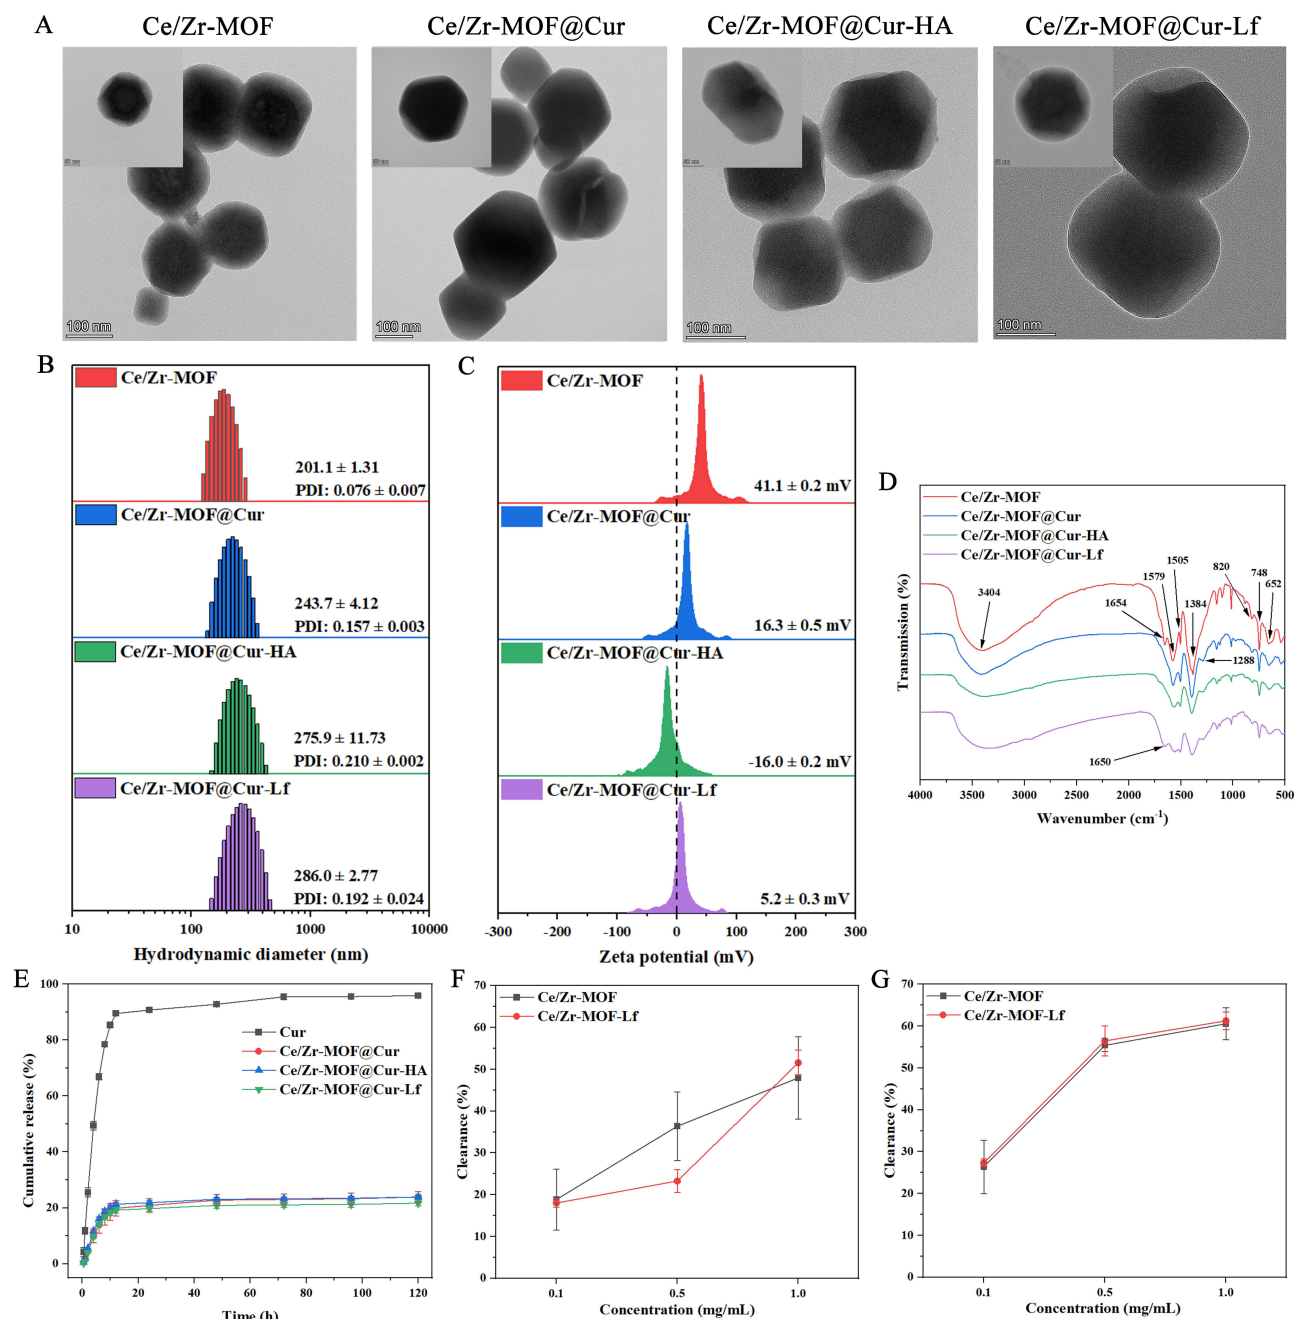 A
Ce/Zr-MOF
Ce/Zr-MOF@Cur
Ce/Zr-MOF@Cur-HA
Ce/Zr-MOF@Cur-Lf
100 nm
100 nm
100 nm
100 nm
B
Ce/Zr-MOF
201.1 ± 1.31
PDI: 0.076 ± 0.007
Ce/Zr-MOF@Cur
243.7 ± 4.12
PDI: 0.157 ± 0.003
Ce/Zr-MOF@Cur-HA
275.9 ± 11.73
PDI: 0.210 ± 0.002
Ce/Zr-MOF@Cur-Lf
286.0 ± 2.77
PDI: 0.192 ± 0.024
10 100 1000 10000
Hydrodynamic diameter (nm)
C
Ce/Zr-MOF
41.1 ± 0.2 mV
Ce/Zr-MOF@Cur
16.3 ± 0.5 mV
Ce/Zr-MOF@Cur-HA
-16.0 ± 0.2 mV
Ce/Zr-MOF@Cur-Lf
5.2 ± 0.3 mV
-300 -200 -100 0 100 200 300
Zeta potential (mV)
D
Ce/Zr-MOF
Ce/Zr-MOF@Cur
Ce/Zr-MOF@Cur-HA
Ce/Zr-MOF@Cur-Lf
3404
1654
1579
1505
1384
820
748
652
1288
1650
Transmission (%)
4000 3500 3000 2500 2000 1500 1000 500
Wavenumber (cm⁻¹)
E
Cur
Ce/Zr-MOF@Cur
Ce/Zr-MOF@Cur-HA
Ce/Zr-MOF@Cur-Lf
Cumulative release (%)
100
80
60
40
20
0
0 20 40 60 80 100 120
Time (h)
F
Ce/Zr-MOF
Ce/Zr-MOF-Lf
Clearance (%)
70
60
50
40
30
20
10
0
0.1 0.5 1.0
Concentration (mg/mL)
G
Ce/Zr-MOF
Ce/Zr-MOF-Lf
Clearance (%)
70
60
50
40
30
20
10
0
0.1 0.5 1.0
Concentration (mg/mL)